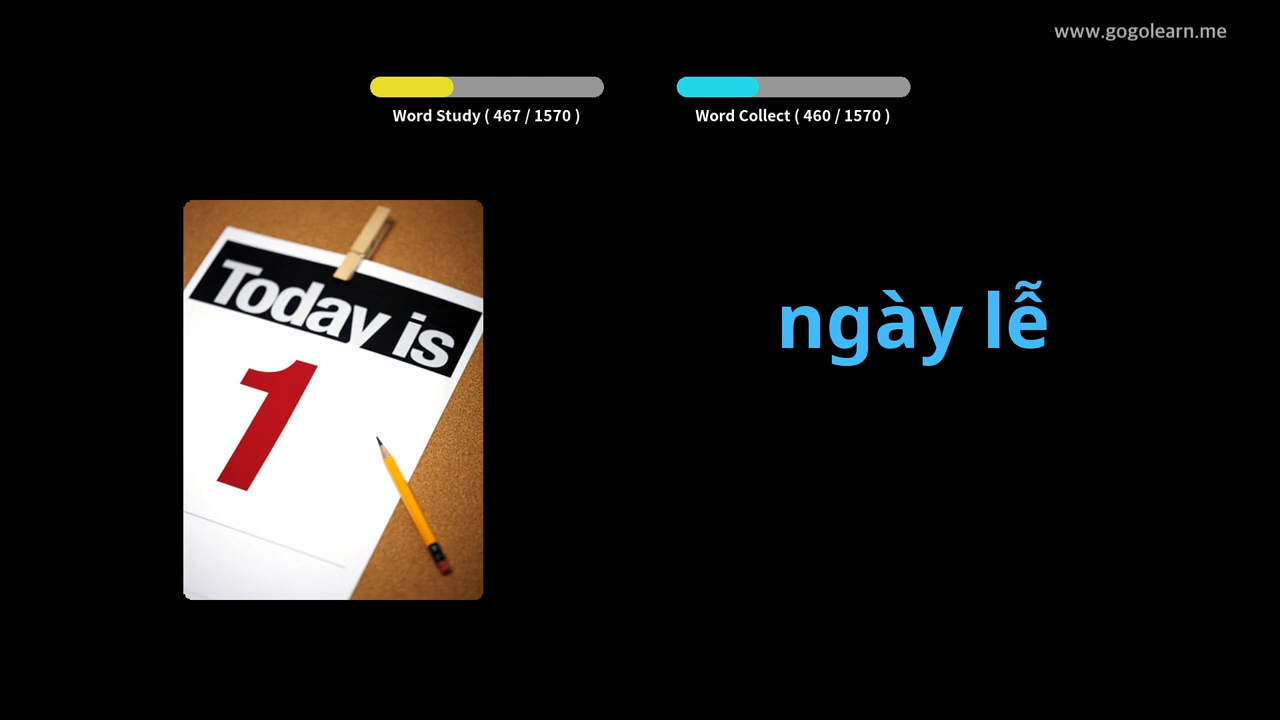 www.gogolearn.me
Word Study ( 467 / 1570 )
Word Collect ( 460 / 1570 )
Today is
1
ngày lễ